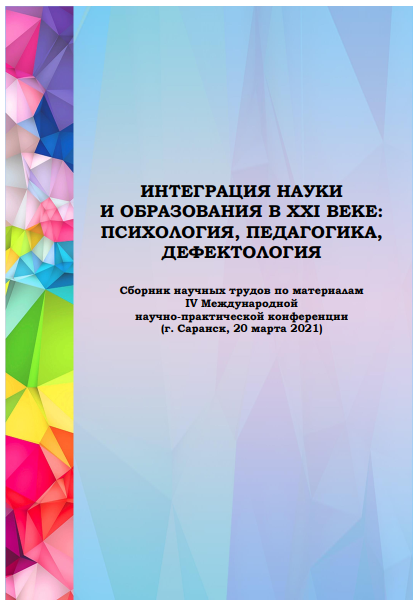 ИНТЕГРАЦИЯ НАУКИ
И ОБРАЗОВАНИЯ В XXI ВЕКЕ:
ПСИХОЛОГИЯ, ПЕДАГОГИКА,
ДЕФЕКТОЛОГИЯ
Сборник научных трудов по материалам
IV Международной
научно-практической конференции
(г. Саранск, 20 марта 2021)